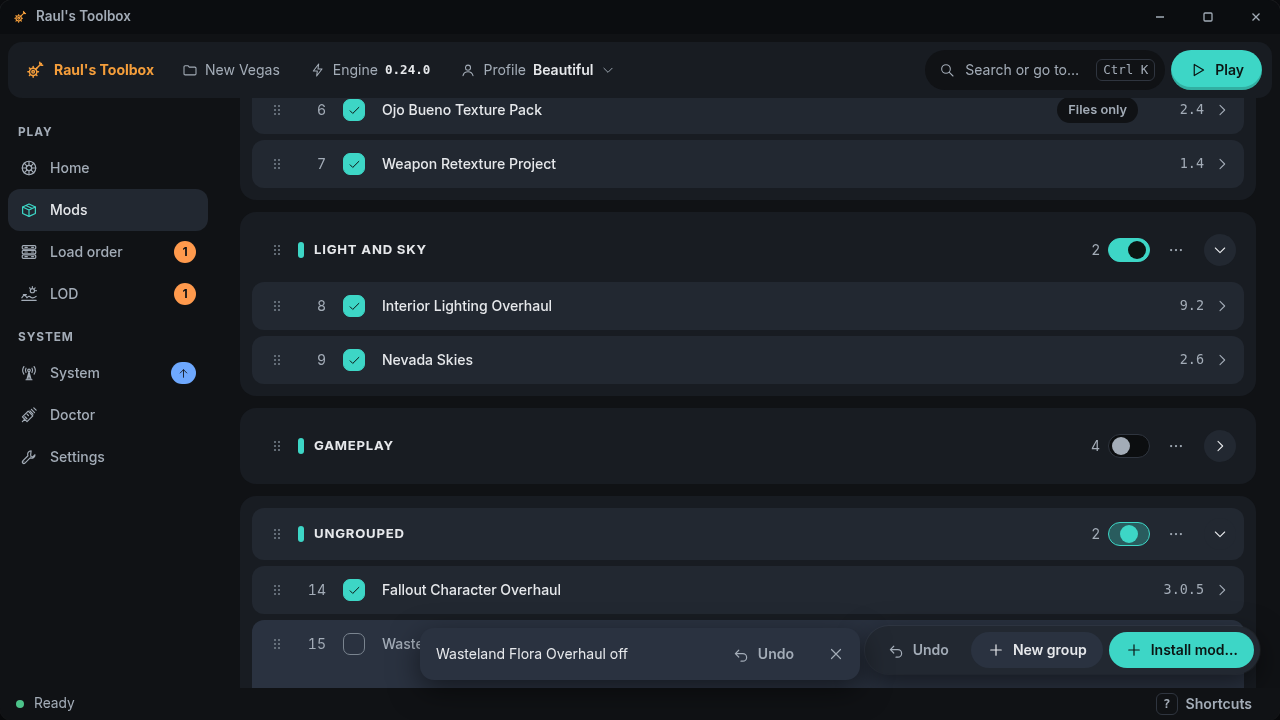 Raul's Toolbox
Raul's Toolbox
New Vegas
Engine 0.24.0
Profile Beautiful
Search or go to...
Ctrl K
Play
PLAY
Home
Mods
Load order 1
LOD 1
SYSTEM
System
Doctor
Settings
6 Ojo Bueno Texture Pack Files only 2.4
7 Weapon Retexture Project 1.4
LIGHT AND SKY 2
8 Interior Lighting Overhaul 9.2
9 Nevada Skies 2.6
GAMEPLAY 4
UNGROUPED 2
14 Fallout Character Overhaul 3.0.5
15
Wasteland Flora Overhaul off
Undo
Undo
New group
Install mod...
Ready
? Shortcuts